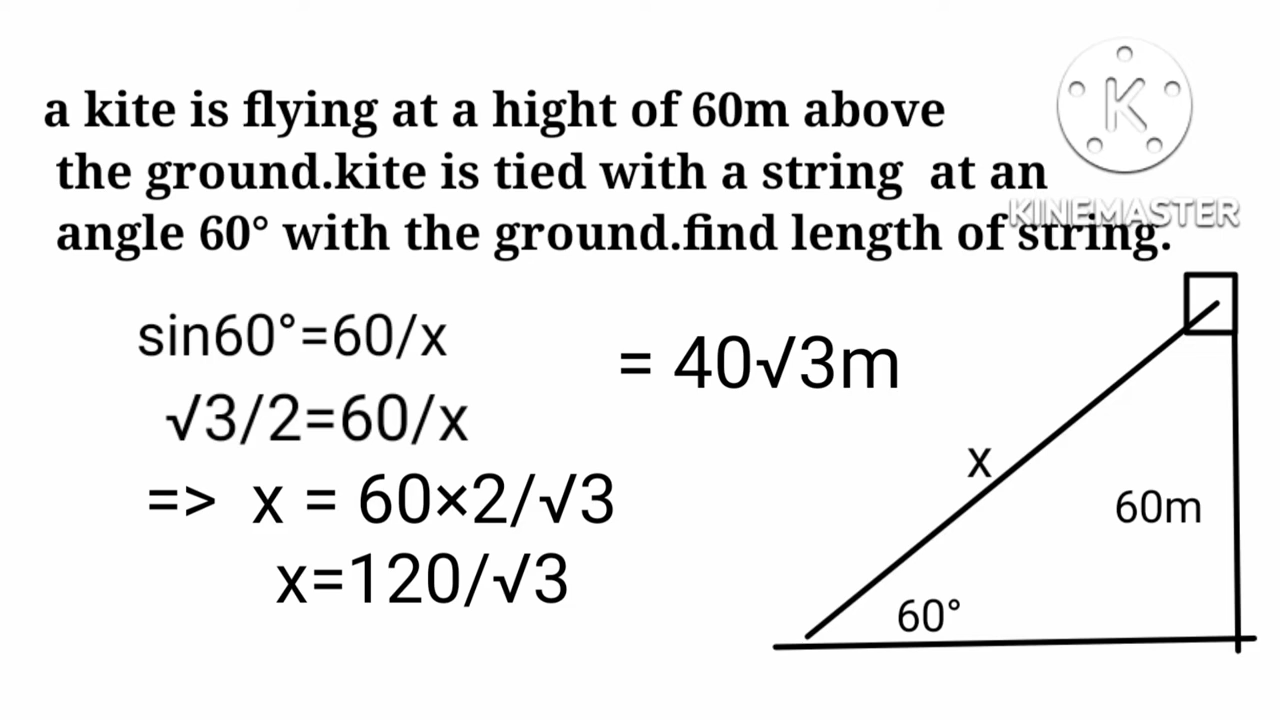 a kite is flying at a hight of 60m above
the ground.kite is tied with a string at an
angle 60° with the ground.find length of string.
K
KINEMASTER
sin60°=60/x
√3/2=60/x
=> x = 60×2/√3
x=120/√3
= 40√3m
x
60m
60°